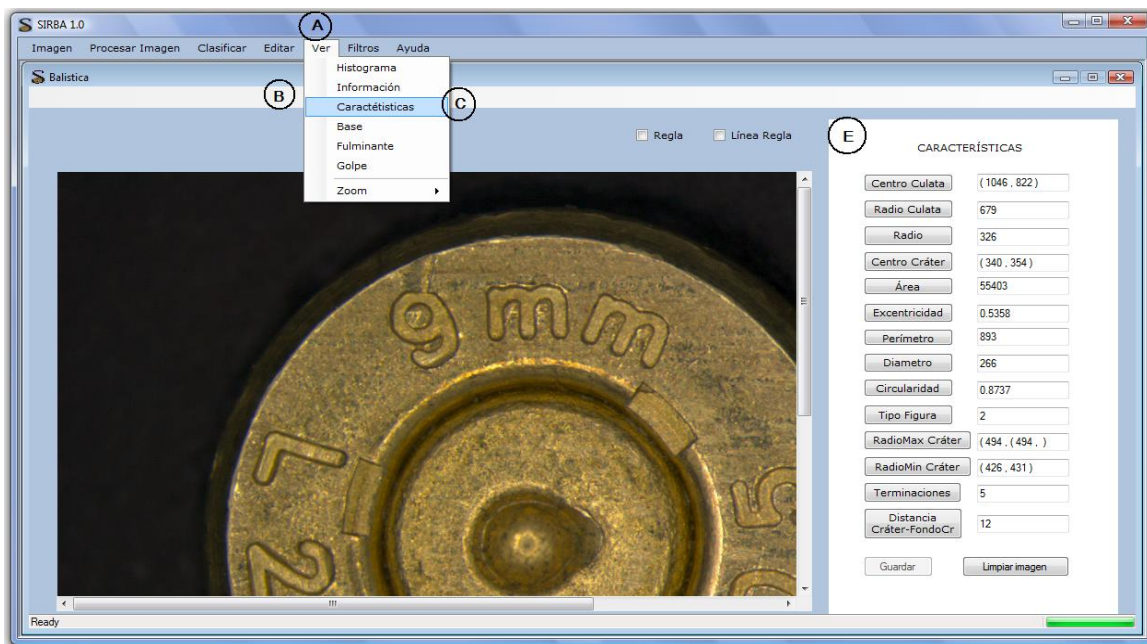 SIRBA 1.0
A
Imagen Procesar Imagen Clasificar Editar Ver Filtros Ayuda
Balistica
B
Histograma
Información
Caractétisticas
C
Base
Fulminante
Golpe
Zoom
Regla Línea Regla
E
CARACTERÍSTICAS
Centro Culata ( 1046 , 822 )
Radio Culata 679
Radio 326
Centro Cráter ( 340 , 354 )
Área 55403
Excentricidad 0.5358
Perímetro 893
Diametro 266
Circularidad 0.8737
Tipo Figura 2
RadioMax Cráter ( 494 , ( 494 , )
RadioMin Cráter ( 426 , 431 )
Terminaciones 5
Distancia
Cráter-FondoCr 12
Guardar Limpiar imagen
9mm
L
2
5
Ready